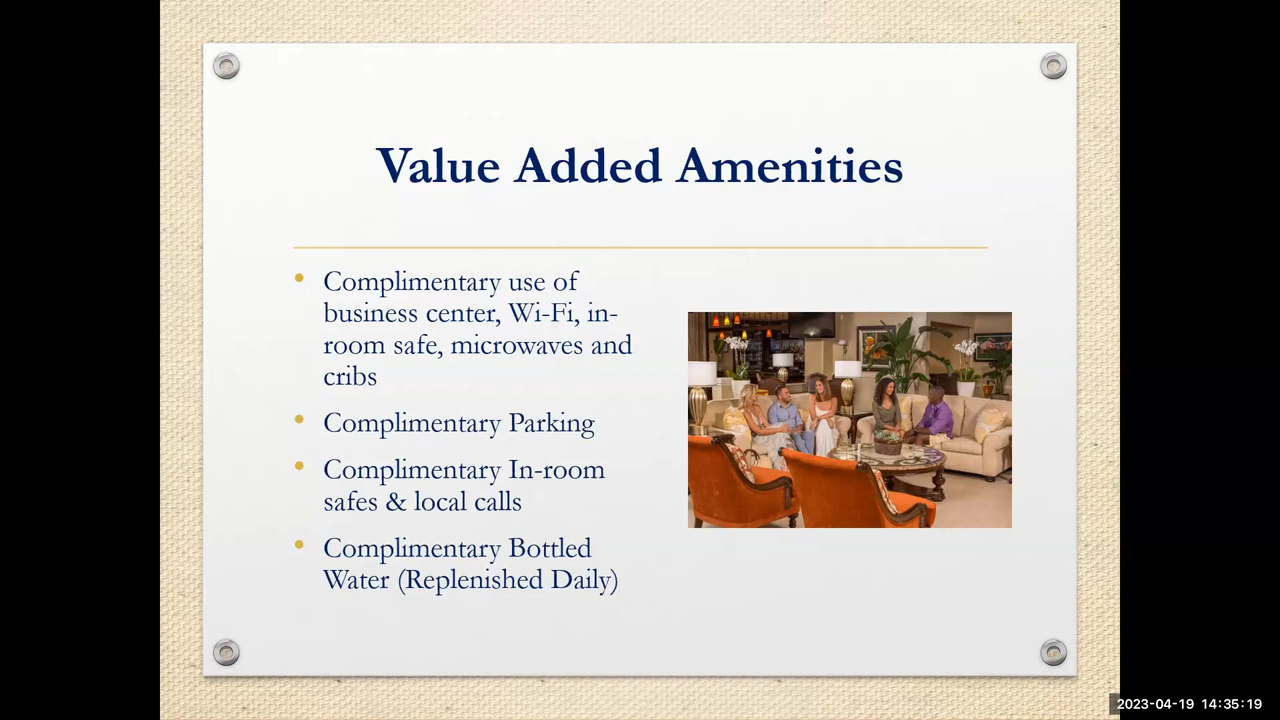 Value Added Amenities
• Complimentary use of
business center, Wi-Fi, in-
room safe, microwaves and
cribs
• Complimentary Parking
• Complimentary In-room
safes & local calls
• Complimentary Bottled
Water (Replenished Daily)
2023-04-19 14:35:19